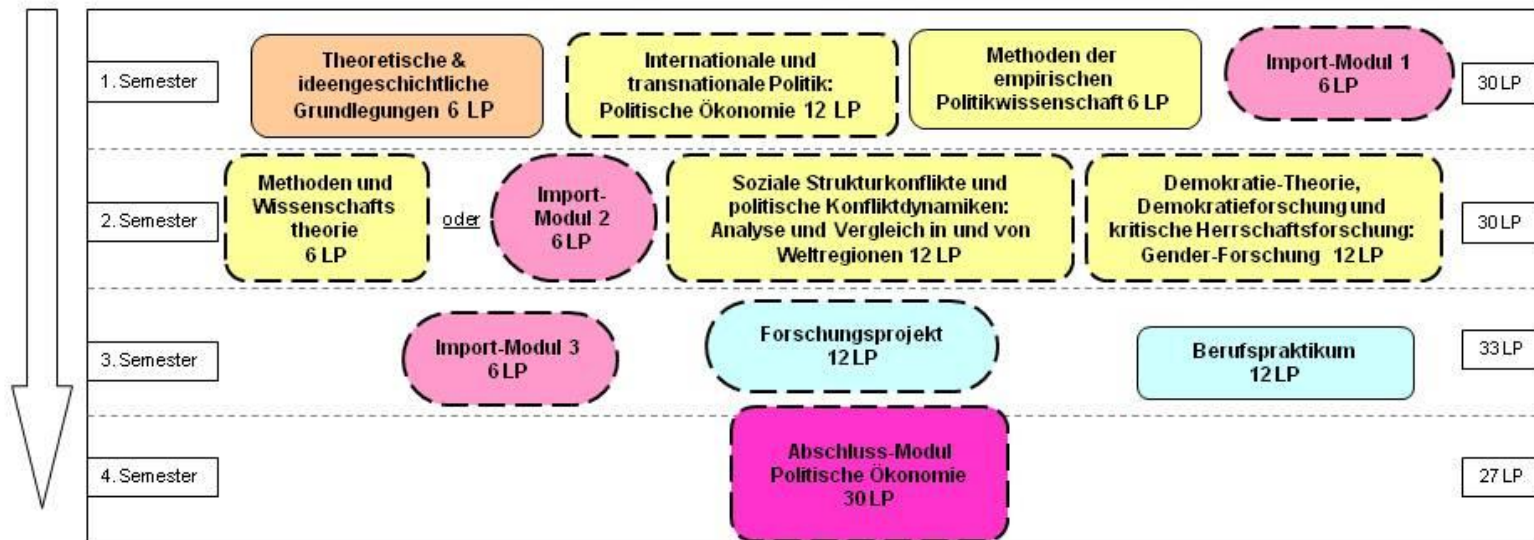 1. Semester
Theoretische &
ideengeschichtliche
Grundlegungen 6 LP
Internationale und
transnationale Politik:
Politische Ökonomie 12 LP
Methoden der
empirischen
Politikwissenschaft 6 LP
Import-Modul 1
6 LP
30 LP
2. Semester
Methoden und
Wissenschafts
theorie
6 LP
oder
Import-
Modul 2
6 LP
Soziale Strukturkonflikte und
politische Konfliktdynamiken:
Analyse und Vergleich in und von
Weltregionen 12 LP
Demokratie-Theorie,
Demokratieforschung und
kritische Herrschaftsforschung:
Gender-Forschung 12 LP
30 LP
3. Semester
Import-Modul 3
6 LP
Forschungsprojekt
12 LP
Berufspraktikum
12 LP
33 LP
4. Semester
Abschluss-Modul
Politische Ökonomie
30 LP
27 LP